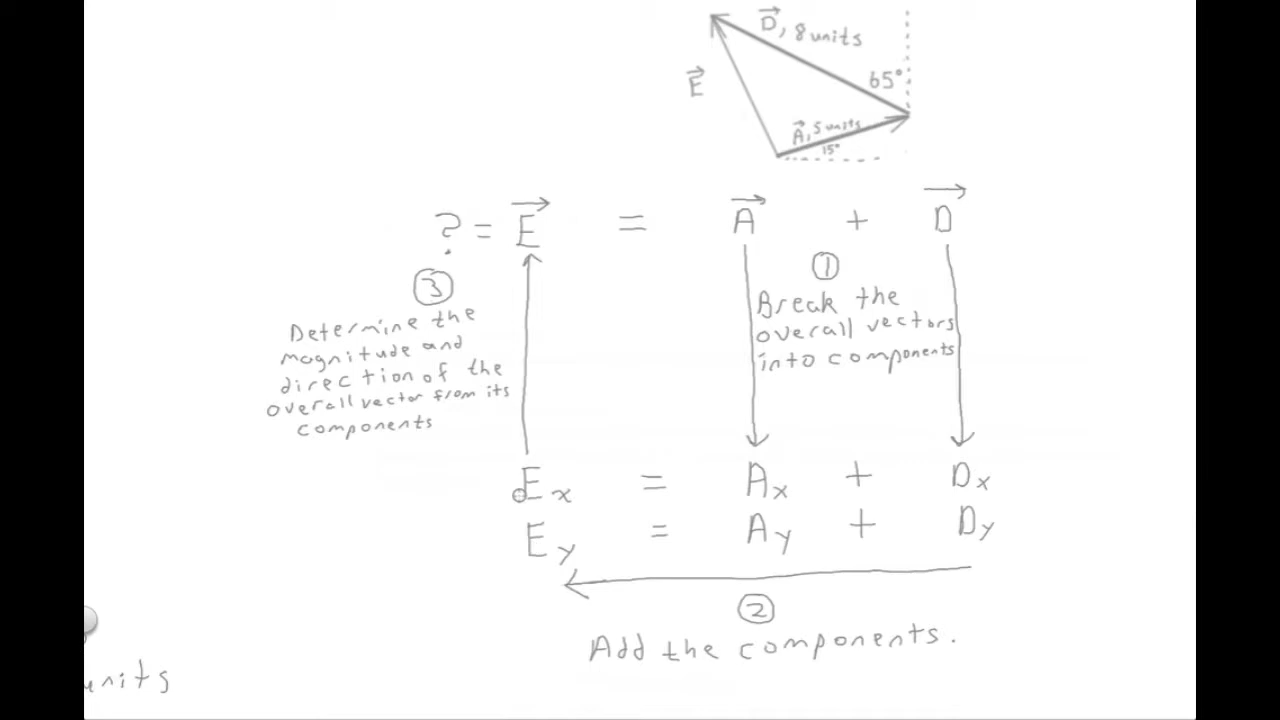 D, 8 units
65°
E
A, 5 units
15°
? = E = A + D
①
Break the
overall vectors
into components
③
Determine the
magnitude and
direction of the
overall vector from its
components
Ex = Ax + Dx
Ey = Ay + Dy
②
Add the components.
units